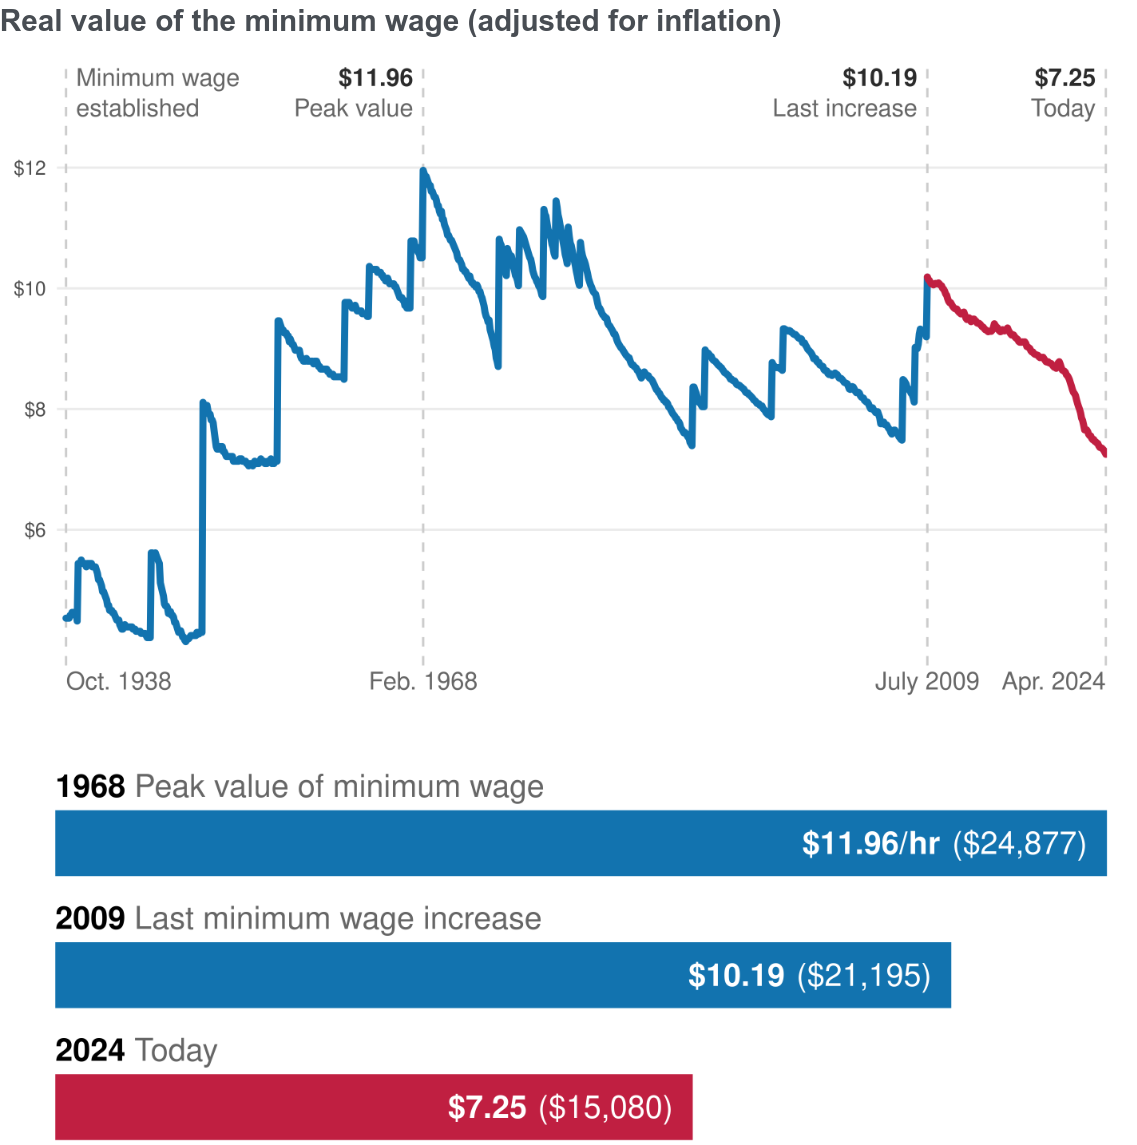 Real value of the minimum wage (adjusted for inflation)
Minimum wage
established
$11.96
Peak value
$10.19
Last increase
$7.25
Today
$12
$10
$8
$6
Oct. 1938
Feb. 1968
July 2009
Apr. 2024
1968 Peak value of minimum wage
$11.96/hr ($24,877)
2009 Last minimum wage increase
$10.19 ($21,195)
2024 Today
$7.25 ($15,080)